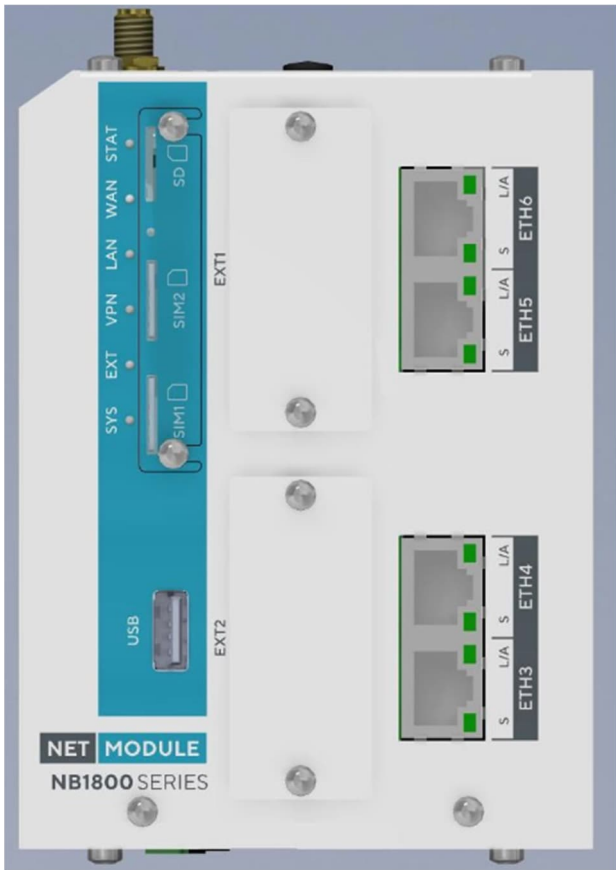 STAT
WAN
LAN
VPN
EXT
SYS
SD
SIM2
SIM1
USB
EXT1
EXT2
L/A
S
ETH6
L/A
S
ETH5
L/A
S
ETH4
L/A
S
ETH3
NET MODULE
NB1800 SERIES